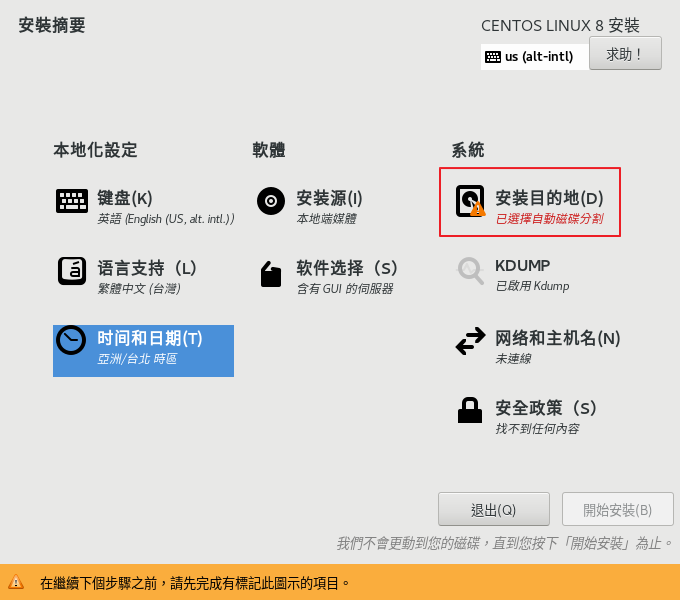 安裝摘要
CENTOS LINUX 8 安裝
us (alt-intl)
求助！
本地化設定
键盘(K)
英語 (English (US, alt. intl.))
语言支持（L）
繁體中文 (台灣)
时间和日期(T)
亞洲/台北 時區
軟體
安装源(I)
本地端媒體
软件选择（S）
含有 GUI 的伺服器
系統
安装目的地(D)
已選擇自動磁碟分割
KDUMP
已啟用 Kdump
网络和主机名(N)
未連線
安全政策（S）
找不到任何內容
退出(Q)
開始安裝(B)
我們不會更動到您的磁碟，直到您按下「開始安裝」為止。
在繼續下個步驟之前，請先完成有標記此圖示的項目。